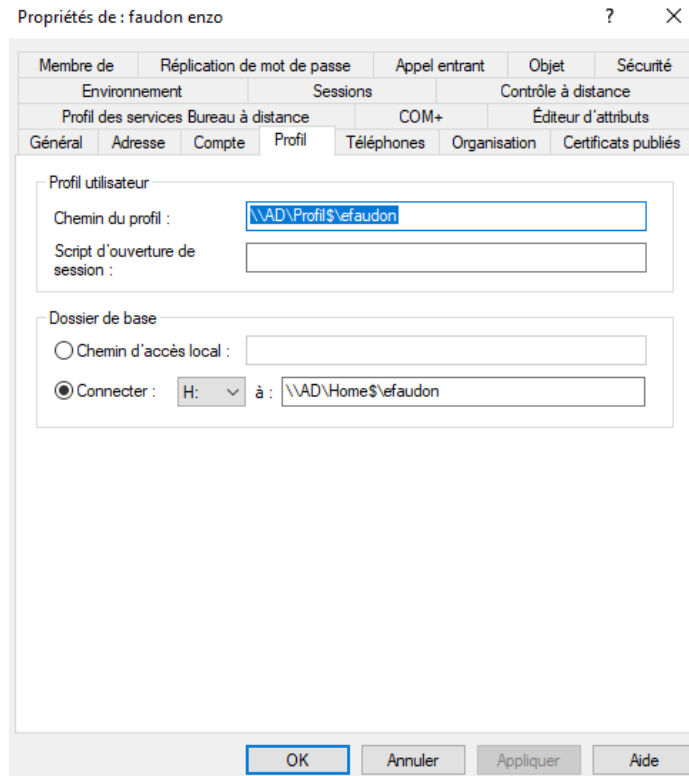 Propriétés de : faudon enzo ? ✕
Membre de Réplication de mot de passe Appel entrant Objet Sécurité
Environnement Sessions Contrôle à distance
Profil des services Bureau à distance COM+ Éditeur d'attributs
Général Adresse Compte Profil Téléphones Organisation Certificats publiés
Profil utilisateur
Chemin du profil : \\AD\Profil$\efaudon
Script d'ouverture de
session :
Dossier de base
Chemin d'accès local :
Connecter : H: à : \\AD\Home$\efaudon
OK Annuler Appliquer Aide